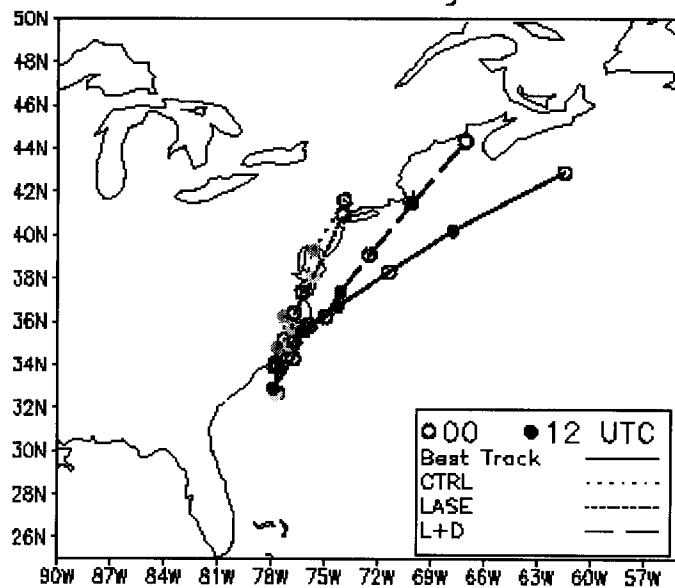 50N
48N
46N
44N
42N
40N
38N
36N
34N
32N
30N
28N
26N
00 12 UTC
Best Track
CTRL
LASE
L+D
90W 87W 84W 81W 78W 75W 72W 69W 66W 63W 60W 57W